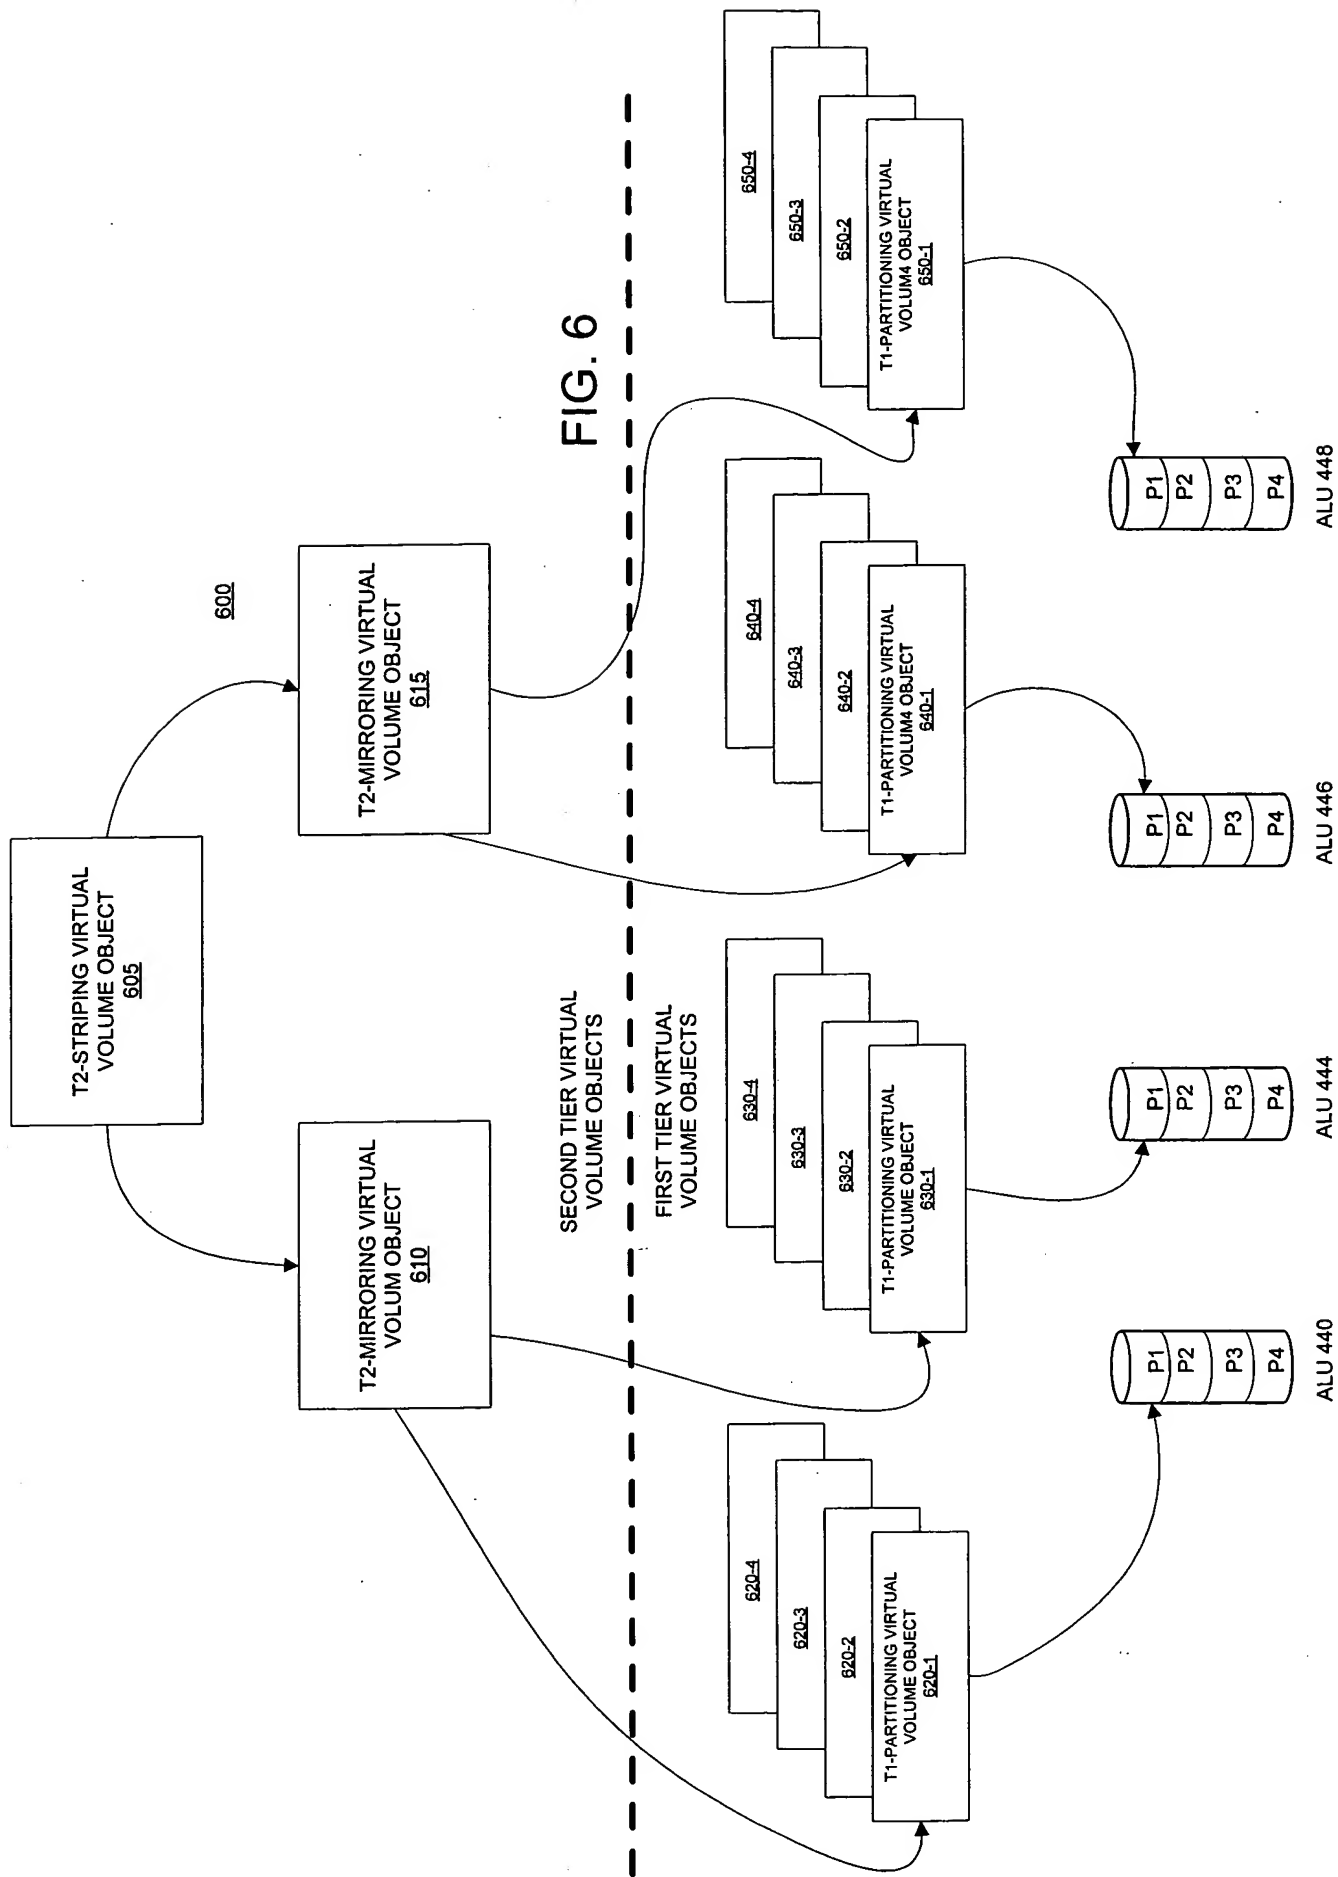 T2-STRIPING VIRTUAL
VOLUME OBJECT
605
600
T2-MIRRORING VIRTUAL
VOLUM OBJECT
610
T2-MIRRORING VIRTUAL
VOLUME OBJECT
615
SECOND TIER VIRTUAL
VOLUME OBJECTS
FIG. 6
FIRST TIER VIRTUAL
VOLUME OBJECTS
620-4
620-3
620-2
T1-PARTITIONING VIRTUAL
VOLUME OBJECT
620-1
630-4
630-3
630-2
T1-PARTITIONING VIRTUAL
VOLUME OBJECT
630-1
640-4
640-3
640-2
T1-PARTITIONING VIRTUAL
VOLUM4 OBJECT
640-1
650-4
650-3
650-2
T1-PARTITIONING VIRTUAL
VOLUM4 OBJECT
650-1
P1
P2
P3
P4
ALU 440
P1
P2
P3
P4
ALU 444
P1
P2
P3
P4
ALU 446
P1
P2
P3
P4
ALU 448